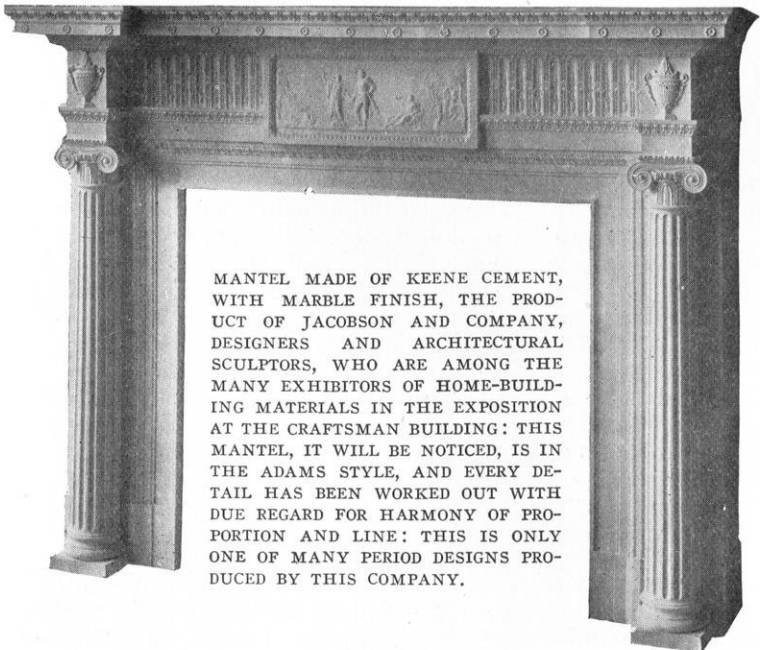 MANTEL MADE OF KEENE CEMENT,
WITH MARBLE FINISH, THE PROD-
UCT OF JACOBSON AND COMPANY,
DESIGNERS AND ARCHITECTURAL
SCULPTORS, WHO ARE AMONG THE
MANY EXHIBITORS OF HOME-BUILD-
ING MATERIALS IN THE EXPOSITION
AT THE CRAFTSMAN BUILDING: THIS
MANTEL, IT WILL BE NOTICED, IS IN
THE ADAMS STYLE, AND EVERY DE-
TAIL HAS BEEN WORKED OUT WITH
DUE REGARD FOR HARMONY OF PRO-
PORTION AND LINE: THIS IS ONLY
ONE OF MANY PERIOD DESIGNS PRO-
DUCED BY THIS COMPANY.